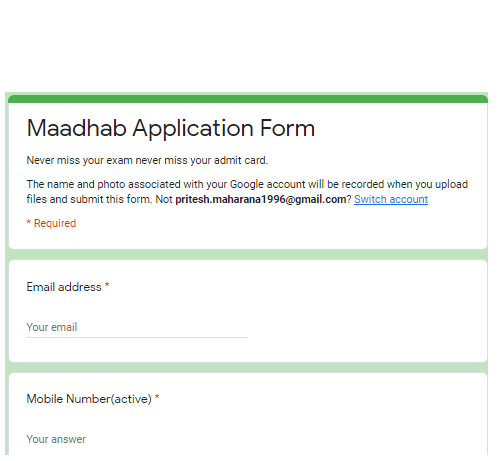 Maadhab Application Form
Never miss your exam never miss your admit card.
The name and photo associated with your Google account will be recorded when you upload
files and submit this form. Not pritesh.maharana1996@gmail.com? Switch account
* Required
Email address *
Your email
Mobile Number(active) *
Your answer